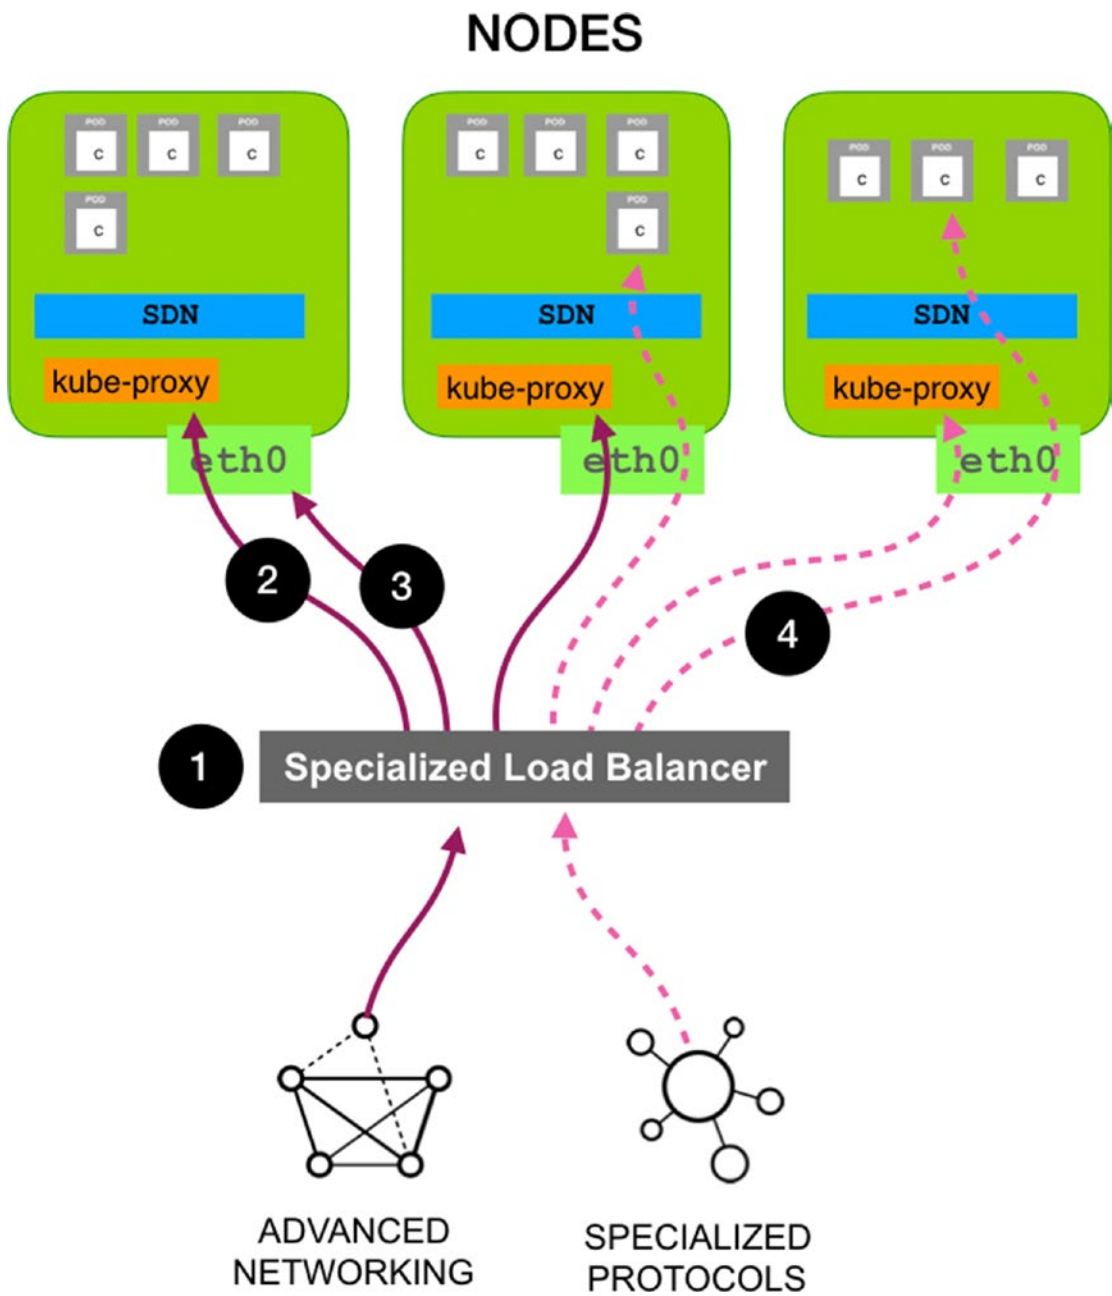 NODES
POD POD POD
C C C
POD
C
SDN
kube-proxy
eth0
POD POD POD
C C C
POD
C
SDN
kube-proxy
eth0
POD POD POD
C C C
SDN
kube-proxy
eth0
2
3
4
1
Specialized Load Balancer
ADVANCED
NETWORKING
SPECIALIZED
PROTOCOLS